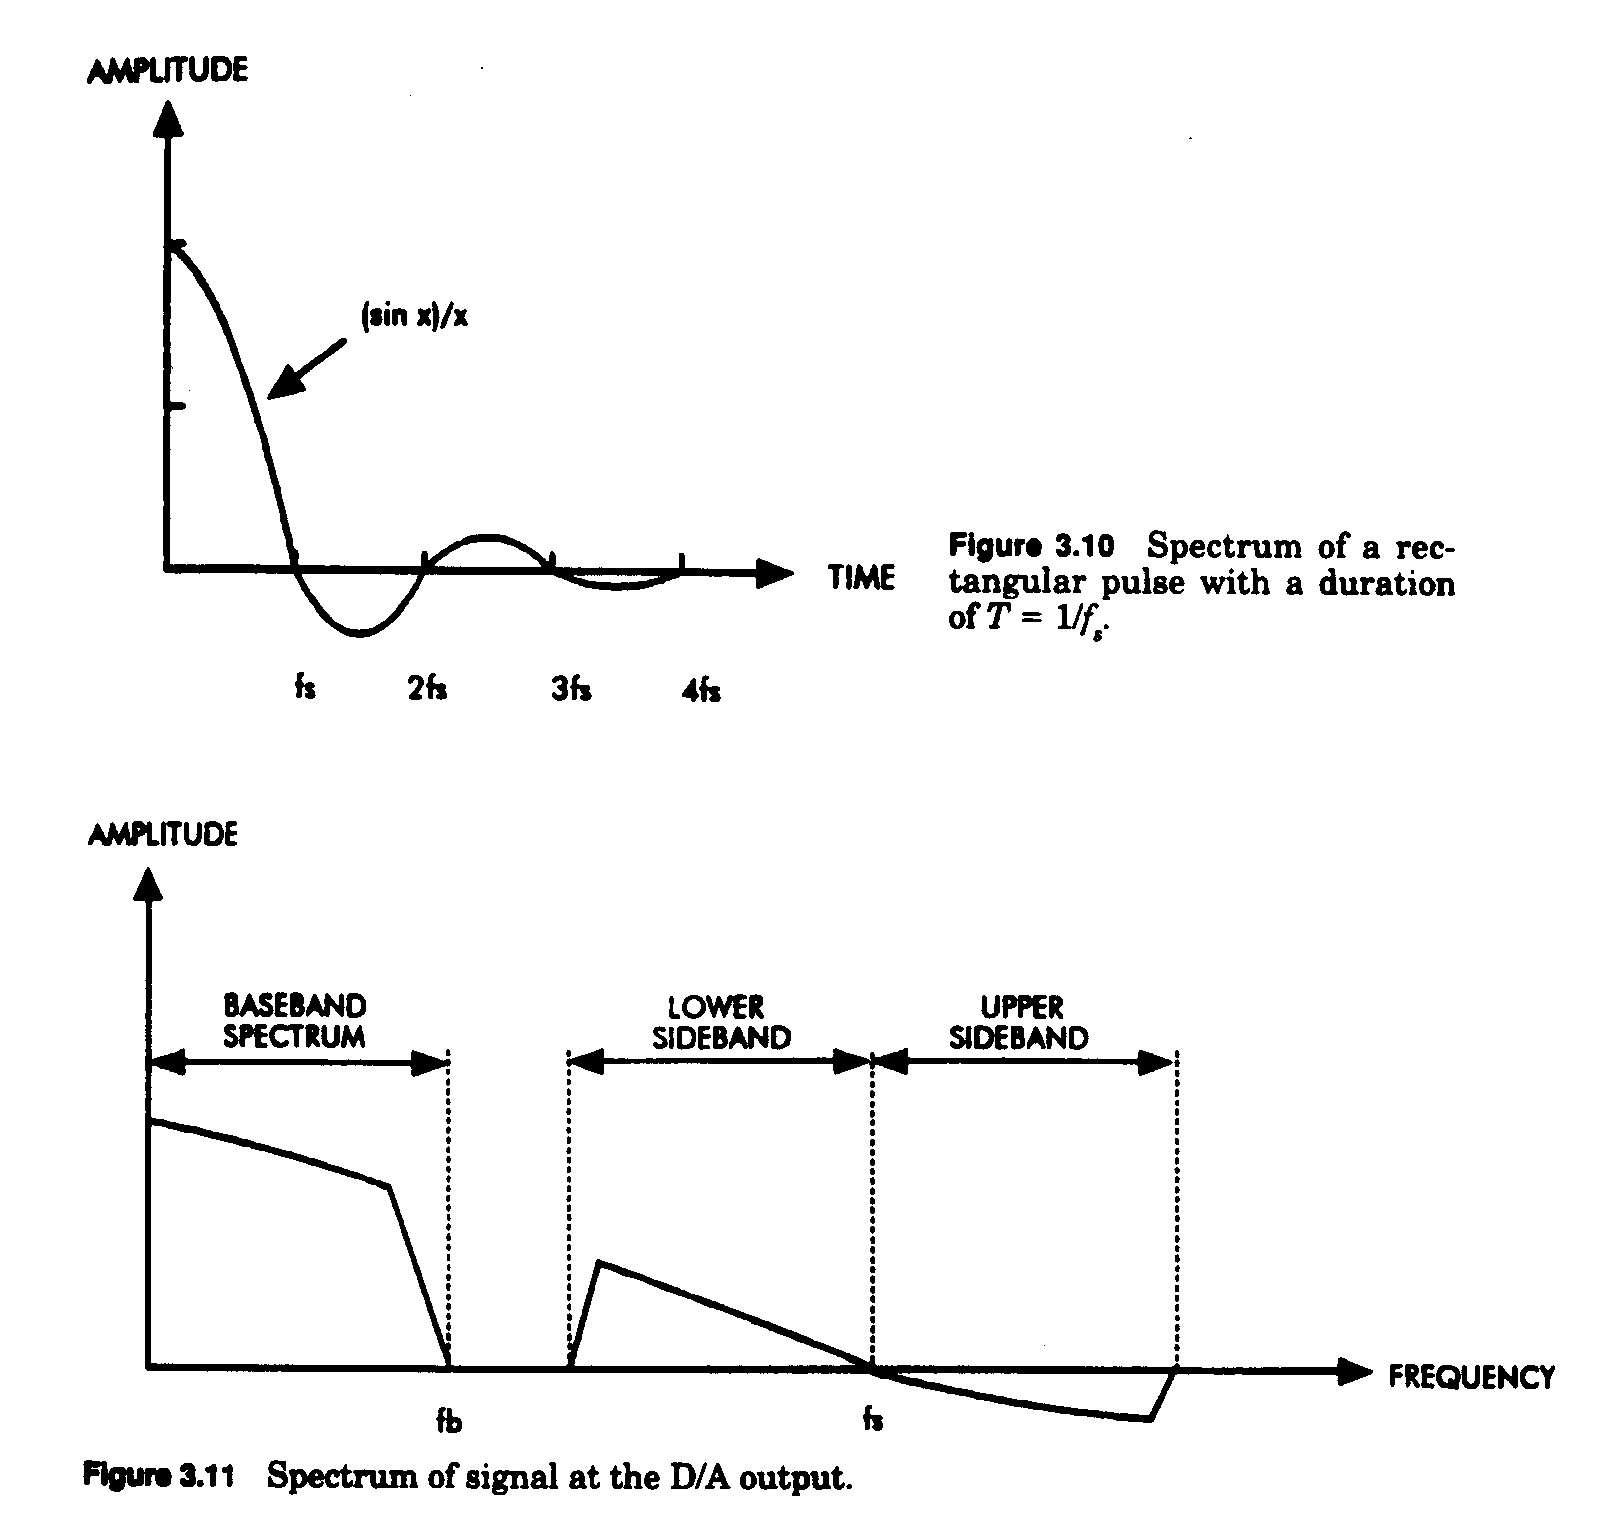 AMPLITUDE
(sin x)/x
TIME
fs 2fs 3fs 4fs
Figure 3.10 Spectrum of a rec-
tangular pulse with a duration
of T = 1/fs.
AMPLITUDE
BASEBAND
SPECTRUM
LOWER
SIDEBAND
UPPER
SIDEBAND
FREQUENCY
fb fs
Figure 3.11 Spectrum of signal at the D/A output.